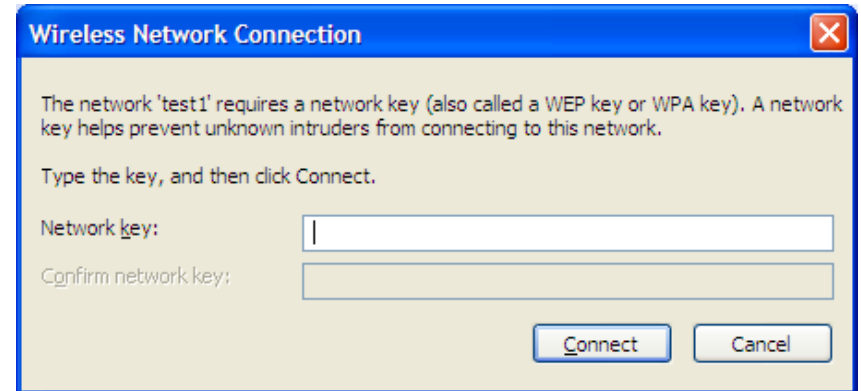 Wireless Network Connection
The network 'test1' requires a network key (also called a WEP key or WPA key). A network
key helps prevent unknown intruders from connecting to this network.
Type the key, and then click Connect.
Network key:
Confirm network key:
Connect Cancel